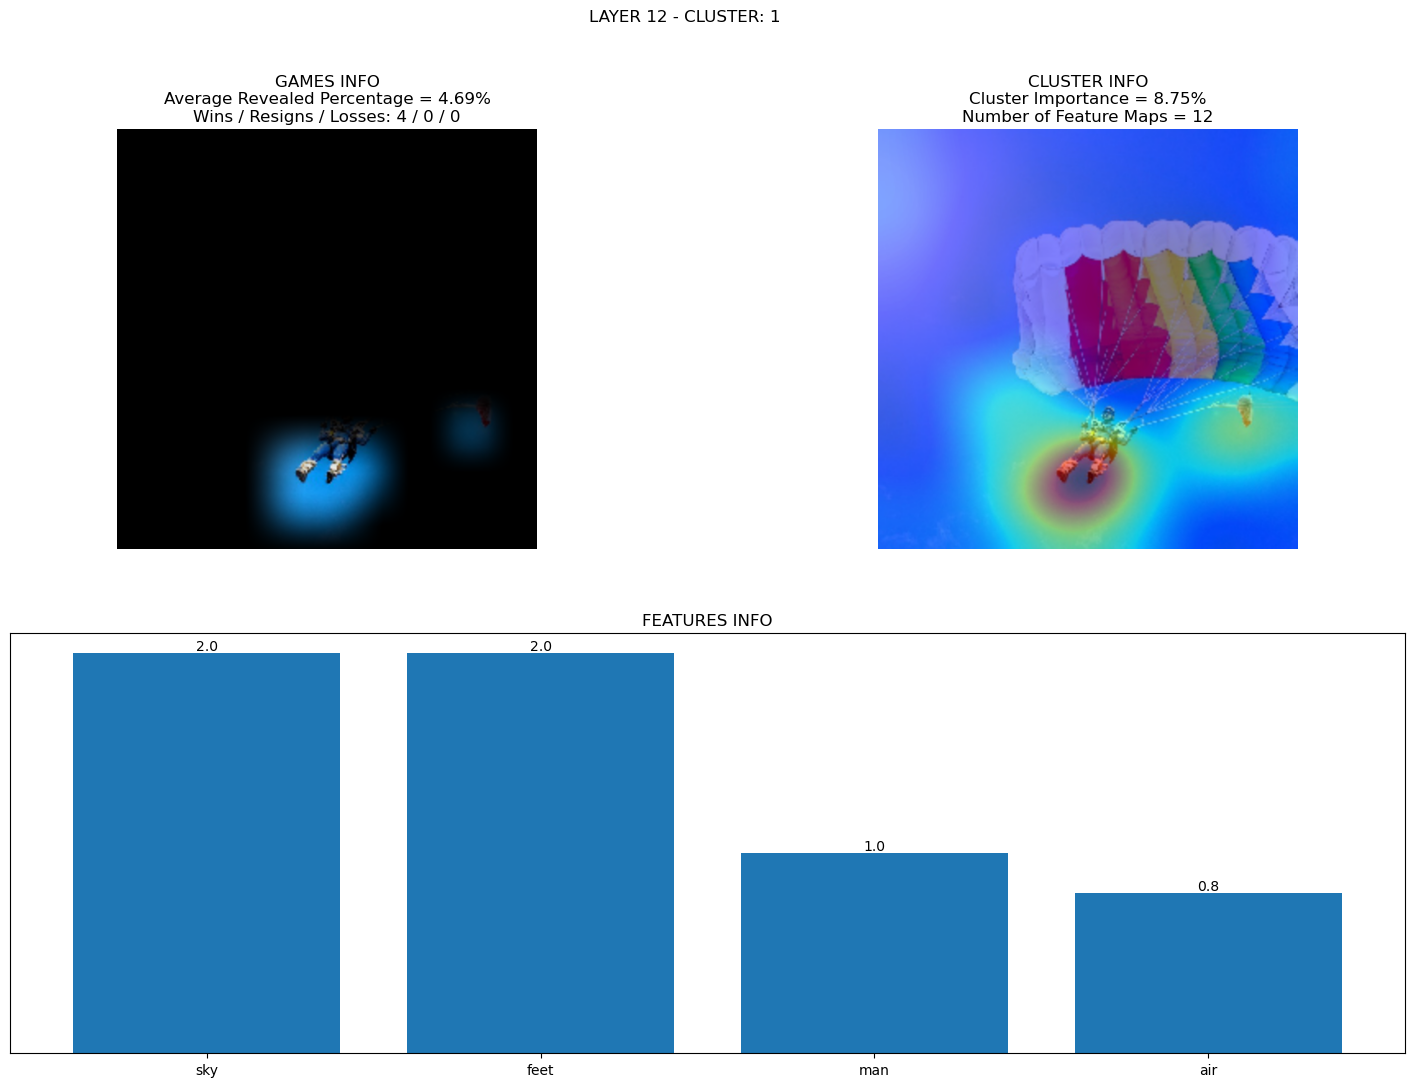 LAYER 12 - CLUSTER: 1
GAMES INFO
Average Revealed Percentage = 4.69%
Wins / Resigns / Losses: 4 / 0 / 0
CLUSTER INFO
Cluster Importance = 8.75%
Number of Feature Maps = 12
FEATURES INFO
2.0
2.0
1.0
0.8
sky
feet
man
air